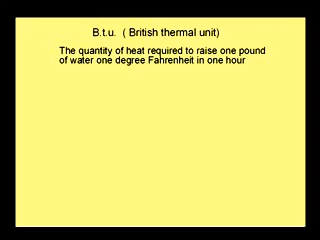 B.t.u. ( British thermal unit)
The quantity of heat required to raise one pound
of water one degree Fahrenheit in one hour